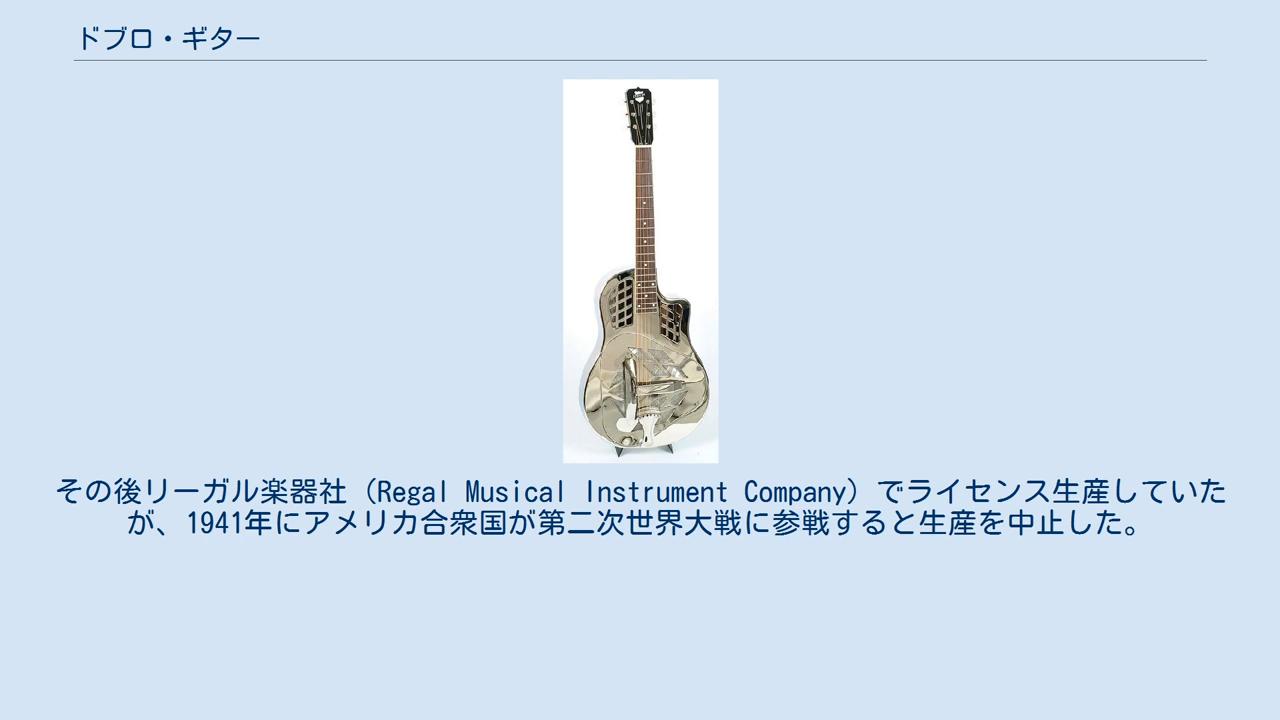 ドブロ・ギター
その後リーガル楽器社（Regal Musical Instrument Company）でライセンス生産していた
が、1941年にアメリカ合衆国が第二次世界大戦に参戦すると生産を中止した。